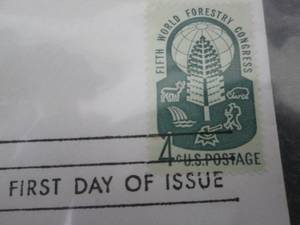 FIFTH WORLD FORESTRY CONGRESS
4¢ U.S. POSTAGE
FIRST DAY OF ISSUE